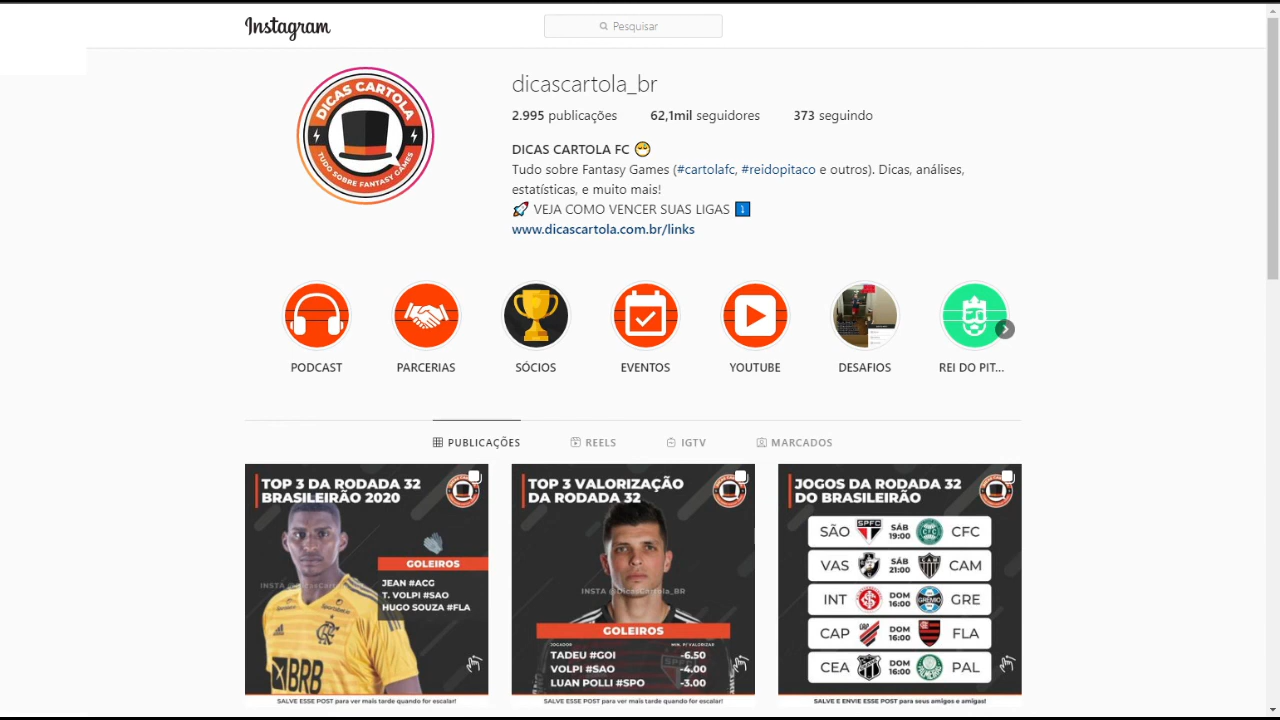 Instagram
Pesquisar
DICAS CARTOLA
TUDO SOBRE FANTASY GAMES
dicascartola_br
2.995 publicações 62,1mil seguidores 373 seguindo
DICAS CARTOLA FC
Tudo sobre Fantasy Games (#cartolafc, #reidopitaco e outros). Dicas, análises,
estatísticas, e muito mais!
VEJA COMO VENCER SUAS LIGAS
www.dicascartola.com.br/links
PODCAST PARCERIAS SÓCIOS EVENTOS YOUTUBE DESAFIOS REI DO PIT...
PUBLICAÇÕES REELS IGTV MARCADOS
TOP 3 DA RODADA 32
BRASILEIRÃO 2020
GOLEIROS
INSTA @DicasCartola
JEAN #ACG
T. VOLPI #SAO
HUGO SOUZA #FLA
BRB
SALVE ESSE POST para ver mais tarde quando for escalar!
TOP 3 VALORIZAÇÃO
DA RODADA 32
INSTA @DicasCartola_BR
GOLEIROS
JOGADOR MIN. P/ VALORIZAR
TADEU #GOI -6.50
VOLPI #SAO -4.00
LUAN POLLI #SPO -3.00
SALVE ESSE POST para ver mais tarde quando for escalar!
JOGOS DA RODADA 32
DO BRASILEIRÃO
SÃO SPFC SÁB 19:00 CFC
VAS SÁB 21:00 CAM
INT DOM 16:00 GRE
CAP DOM 16:00 FLA
CEA DOM 16:00 PAL
SALVE E ENVIE ESSE POST para seus amigos e amigas!